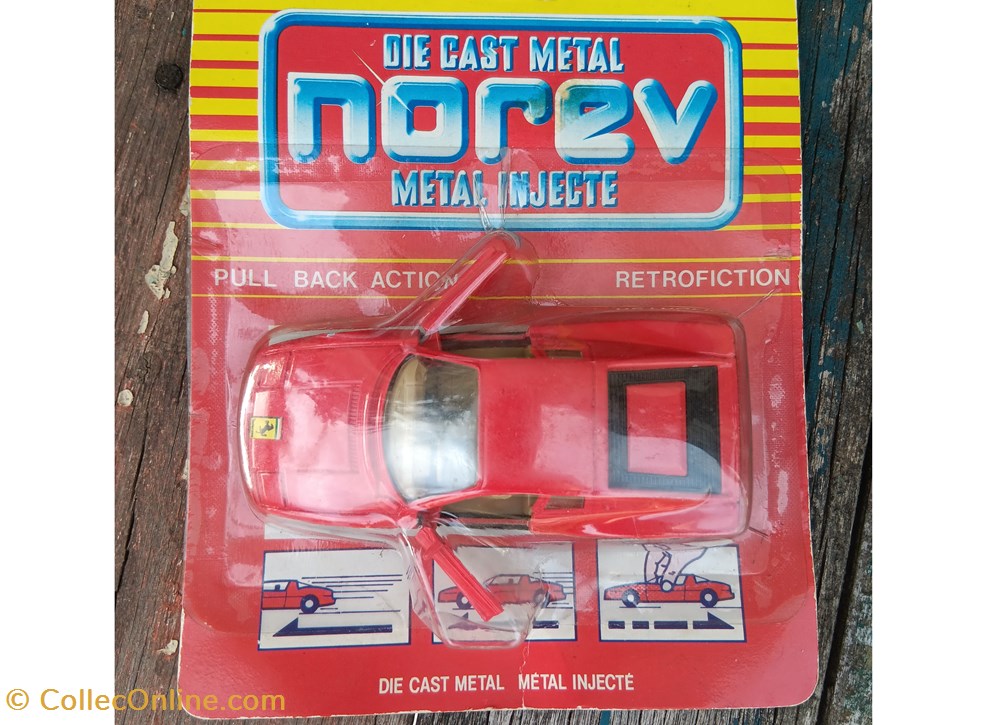 DIE CAST METAL
norev
METAL INJECTE
PULL BACK ACTION RETROFICTION
DIE CAST METAL MÉTAL INJECTÉ
© CollecOnline.com